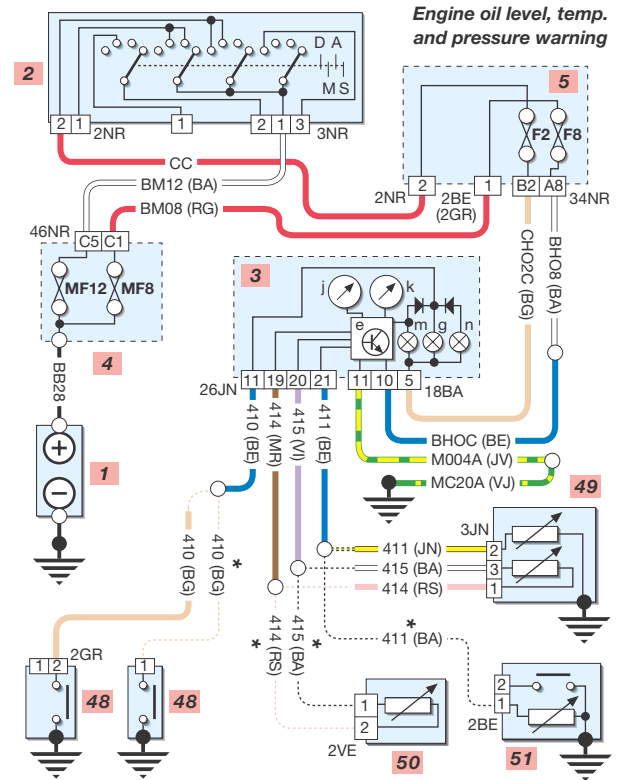 Engine oil level, temp.
and pressure warning
D A
M S
2
5
F2 F8
2 1 2NR 1 2 1 3 3NR
CC
BM12 (BA)
BM08 (RG)
2NR 2 2BE 1 B2 A8 34NR
(2GR)
46NR C5 C1
MF12 MF8
4
CHO2C (BG)
BHO8 (BA)
3
j k
e m g n
26JN 11 19 20 21 11 10 5 18BA
BB28
410 (BE)
414 (MR)
415 (VI)
411 (BE)
BHOC (BE)
M004A (JV)
MC20A (VJ)
1
49
3JN
411 (JN) 2
415 (BA) 3
414 (RS) 1
410 (BG)
410 (BG)
*
*
414 (RS)
415 (BA)
*
*
411 (BA)
1 2 2GR
48
1
48
1
2
2VE
50
2
1
2BE
51